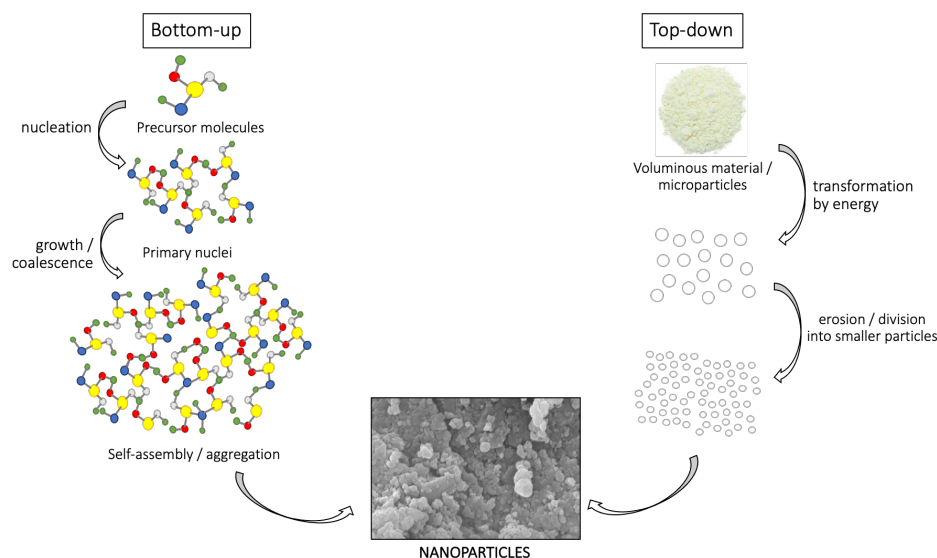 Bottom-up
Precursor molecules
nucleation
Primary nuclei
growth /
coalescence
Self-assembly / aggregation
Top-down
Voluminous material /
microparticles
transformation
by energy
erosion / division
into smaller particles
NANOPARTICLES